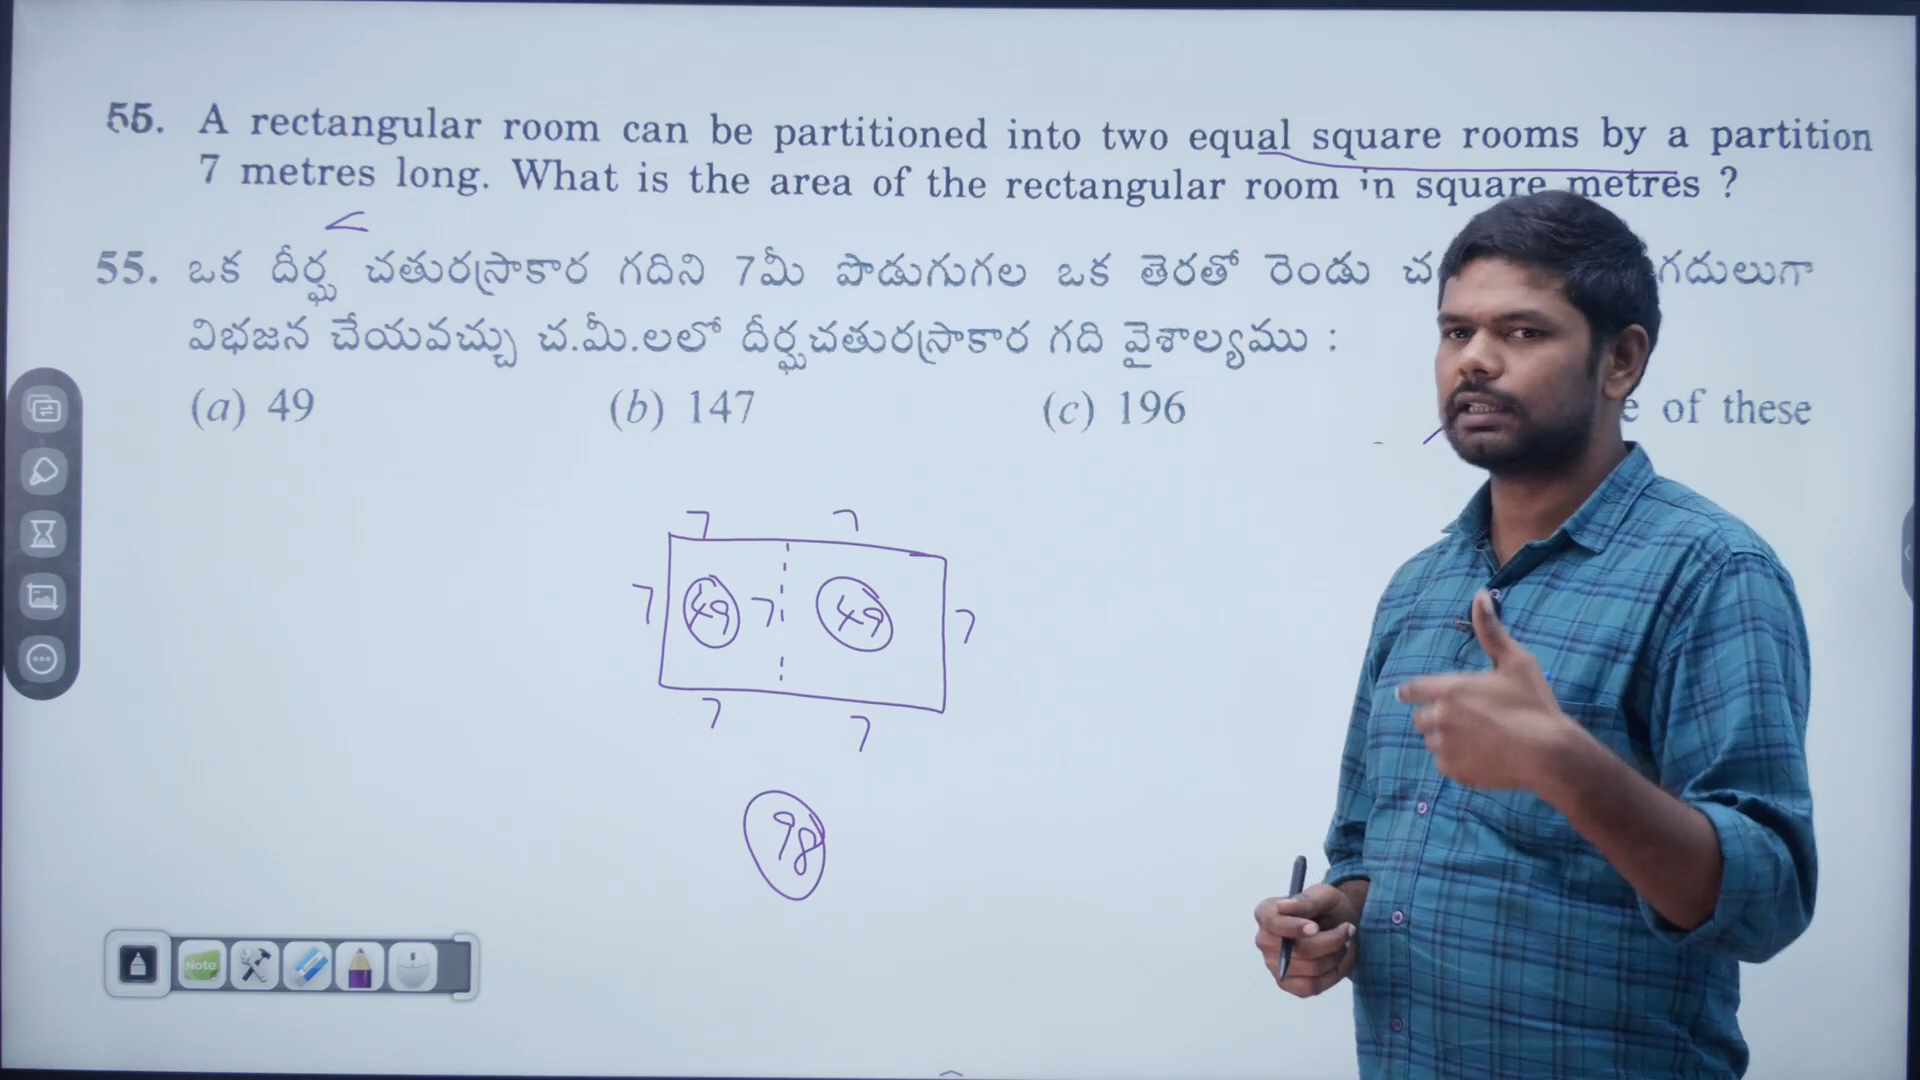 55. A rectangular room can be partitioned into two equal square rooms by a partition
7 metres long. What is the area of the rectangular room in square metres ?
55. ఒక దీర్ఘ చతురస్రాకార గదిని 7మీ పొడుగుగల ఒక తెరతో రెండు గదులుగా
విభజన చేయవచ్చు చ.మీ.లలో దీర్ఘచతురస్రాకార గది వైశాల్యము :
(a) 49 (b) 147 (c) 196 of these
7 7
7 49 7 49 7
7 7
98
Note